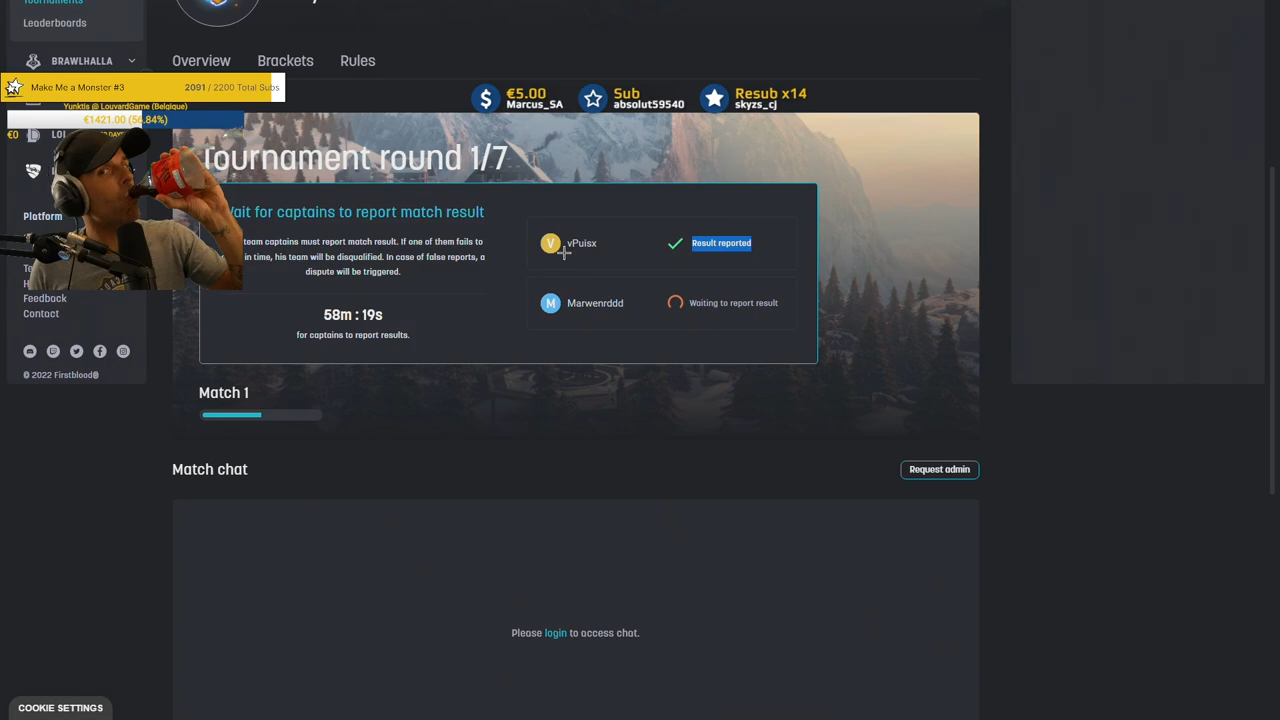 Tournaments
Leaderboards
BRAWLHALLA
Overview
Brackets
Rules
Make Me a Monster #3
2091 / 2200 Total Subs
Yunktis @ LouvardGame (Belgique)
€1421.00 (56.84%)
€0
LOL
€5.00
Marcus_SA
Sub
absolut59540
Resub x14
skyzs_cj
Tournament round 1/7
Wait for captains to report match result
team captains must report match result. If one of them fails to
in time, his team will be disqualified. In case of false reports, a
dispute will be triggered.
58m : 19s
for captains to report results.
V
vPuisx
Result reported
M
Marwenrddd
Waiting to report result
Match 1
Platform
Feedback
Contact
© 2022 Firstblood®
Match chat
Request admin
Please login to access chat.
COOKIE SETTINGS